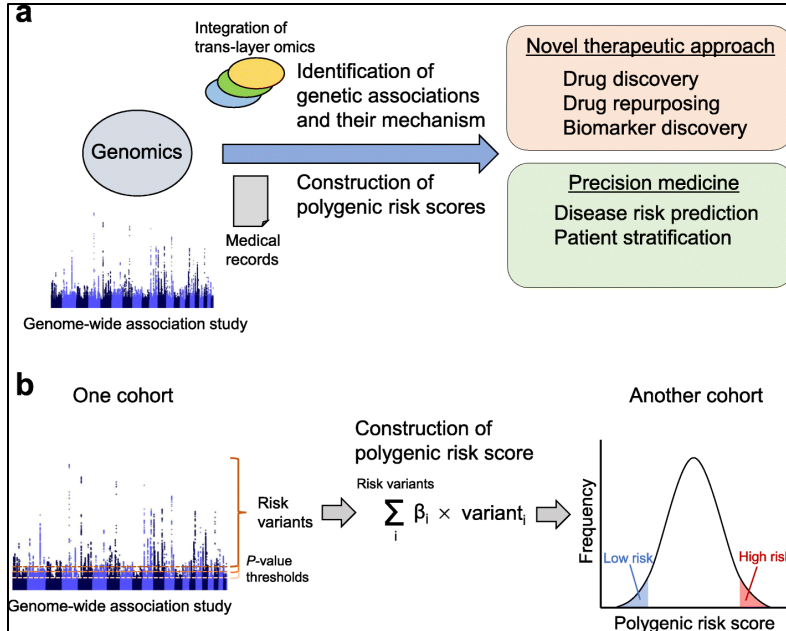 a
Integration of
trans-layer omics
Identification of
genetic associations
and their mechanism
Genomics
Construction of
polygenic risk scores
Medical
records
Genome-wide association study
Novel therapeutic approach
Drug discovery
Drug repurposing
Biomarker discovery
Precision medicine
Disease risk prediction
Patient stratification
b
One cohort
Risk
variants
P-value
thresholds
Genome-wide association study
Construction of
polygenic risk score
Risk variants
∑ βi × varianti
i
Another cohort
Frequency
Low risk
High risk
Polygenic risk score